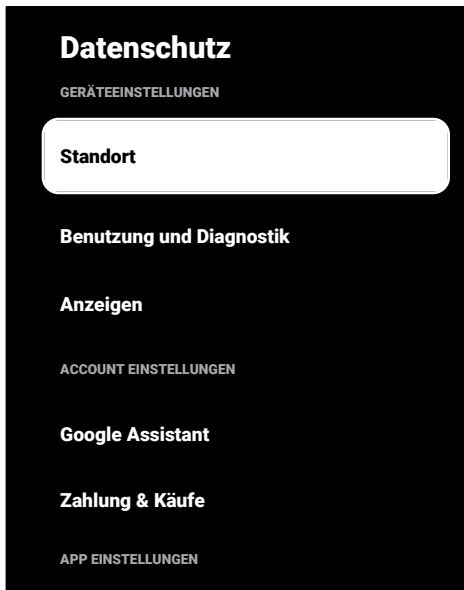 Datenschutz
GERÄTEEINSTELLUNGEN
Standort
Benutzung und Diagnostik
Anzeigen
ACCOUNT EINSTELLUNGEN
Google Assistant
Zahlung & Käufe
APP EINSTELLUNGEN